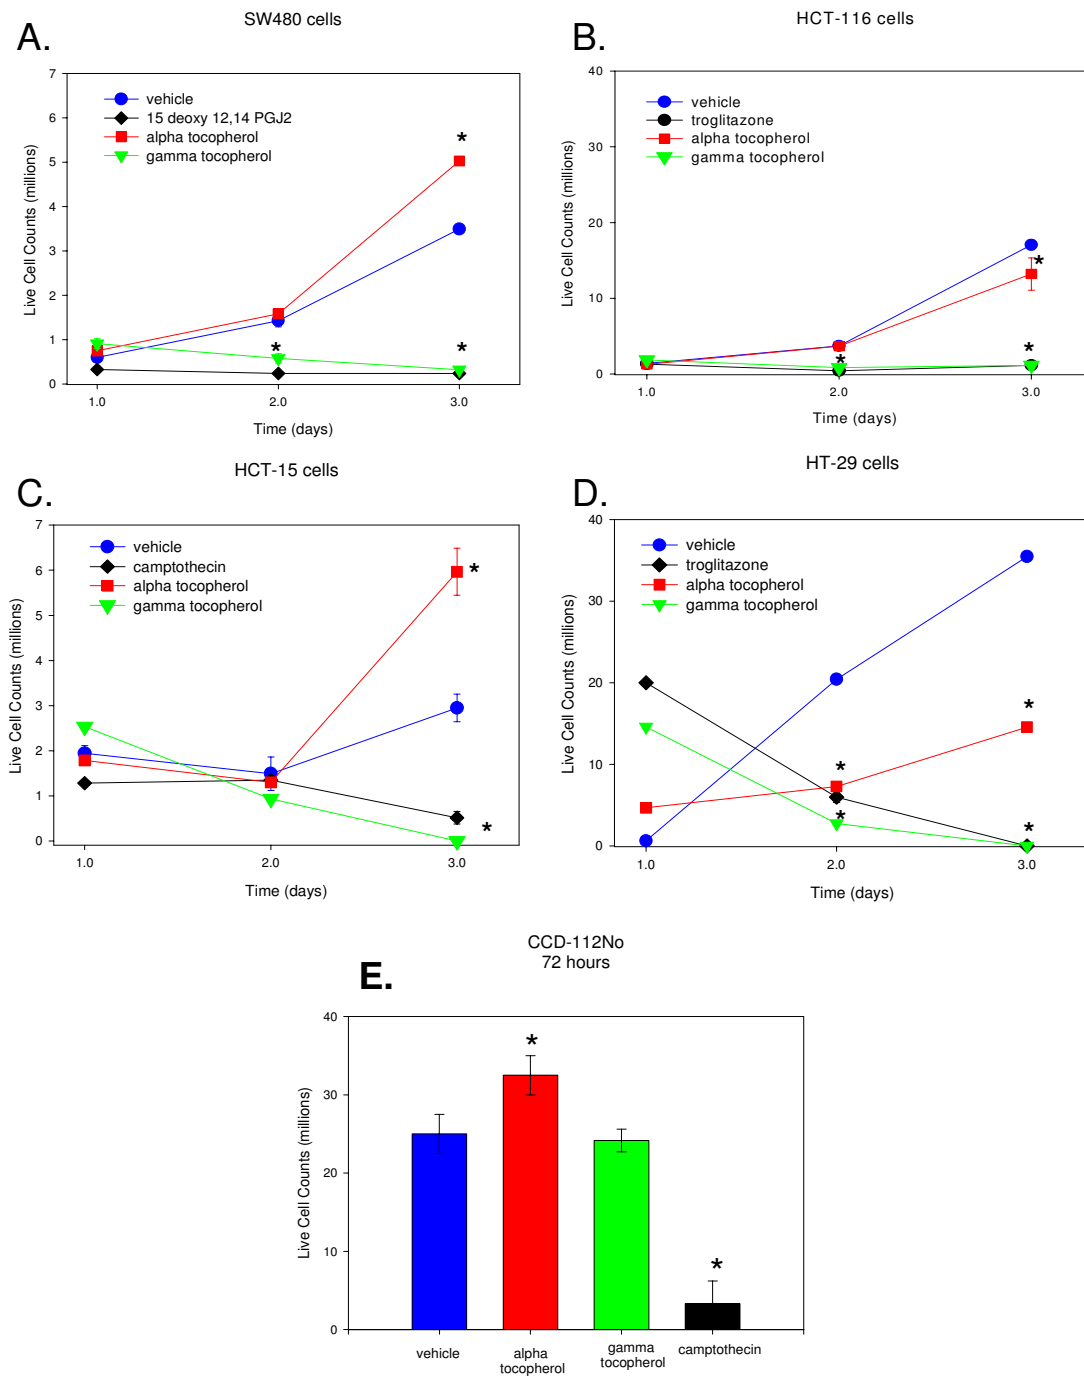 SW480 cells
A.
7
6
5
4
3
2
1
0
Live Cell Counts (millions)
vehicle
15 deoxy 12,14 PGJ2
alpha tocopherol
gamma tocopherol
*
*
*
1.0
2.0
3.0
Time (days)
HCT-116 cells
B.
40
30
20
10
0
Live Cell Counts (millions)
vehicle
troglitazone
alpha tocopherol
gamma tocopherol
*
*
*
1.0
2.0
3.0
Time (days)
HCT-15 cells
C.
7
6
5
4
3
2
1
0
Live Cell Counts (millions)
vehicle
camptothecin
alpha tocopherol
gamma tocopherol
*
*
1.0
2.0
3.0
Time (days)
HT-29 cells
D.
40
30
20
10
0
Live Cell Counts (millions)
vehicle
troglitazone
alpha tocopherol
gamma tocopherol
*
*
*
*
1.0
2.0
3.0
Time (days)
CCD-112No
72 hours
E.
40
30
20
10
0
Live Cell Counts (millions)
*
*
vehicle
alpha
tocopherol
gamma
tocopherol
camptothecin